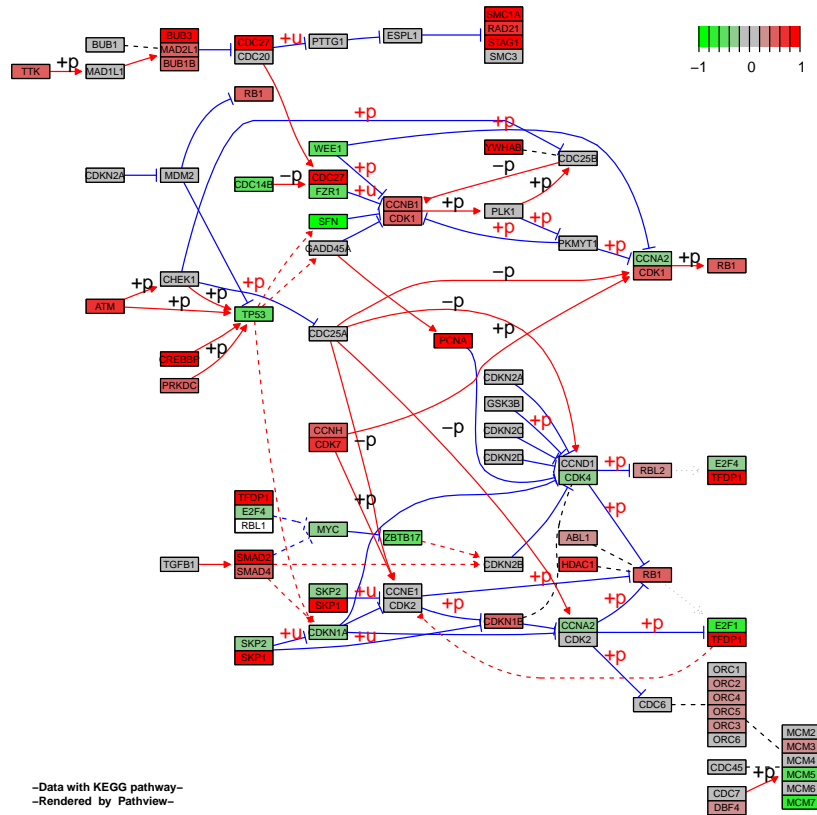 SMC1A
BUB3
RAD21
BUB1
MAD2L1
CDC27
+u
PTTG1
ESPL1
STAG1
CDC20
BUB1B
SMC3
TTK
+p
MAD1L1
−1
0
1
RB1
+p
WEE1
+p
YWHAB
+p
CDC25B
CDKN2A
MDM2
CDC14B
−p
CDC27
FZR1
+u
−p
+p
CCNB1
CDK1
+p
PLK1
+p
SFN
+p
PKMYT1
+p
GADD45A
CCNA2
CDK1
+p
RB1
CHEK1
+p
+p
+p
−p
ATM
+p
TP53
−p
CDC25A
+p
PCNA
CREBBP
+p
PRKDC
CDKN2A
GSK3B
+p
CCNH
CDK7
−p
−p
CDKN2C
CDKN2D
CCND1
CDK4
+p
RBL2
E2F4
TFDP1
TFDP1
E2F4
RBL1
+p
+p
MYC
ZBTB17
ABL1
TGFB1
SMAD2
SMAD4
CDKN2B
HDAC1
RB1
SKP2
SKP1
+u
CCNE1
CDK2
+p
+p
+p
CDKN1B
SKP2
SKP1
+u
CDKN1A
+u
CCNA2
CDK2
+p
+p
E2F1
TFDP1
CDC6
ORC1
ORC2
ORC4
ORC5
ORC3
ORC6
MCM2
MCM3
MCM4
MCM5
MCM6
MCM7
CDC45
+p
CDC7
DBF4
−Data with KEGG pathway−
−Rendered by Pathview−